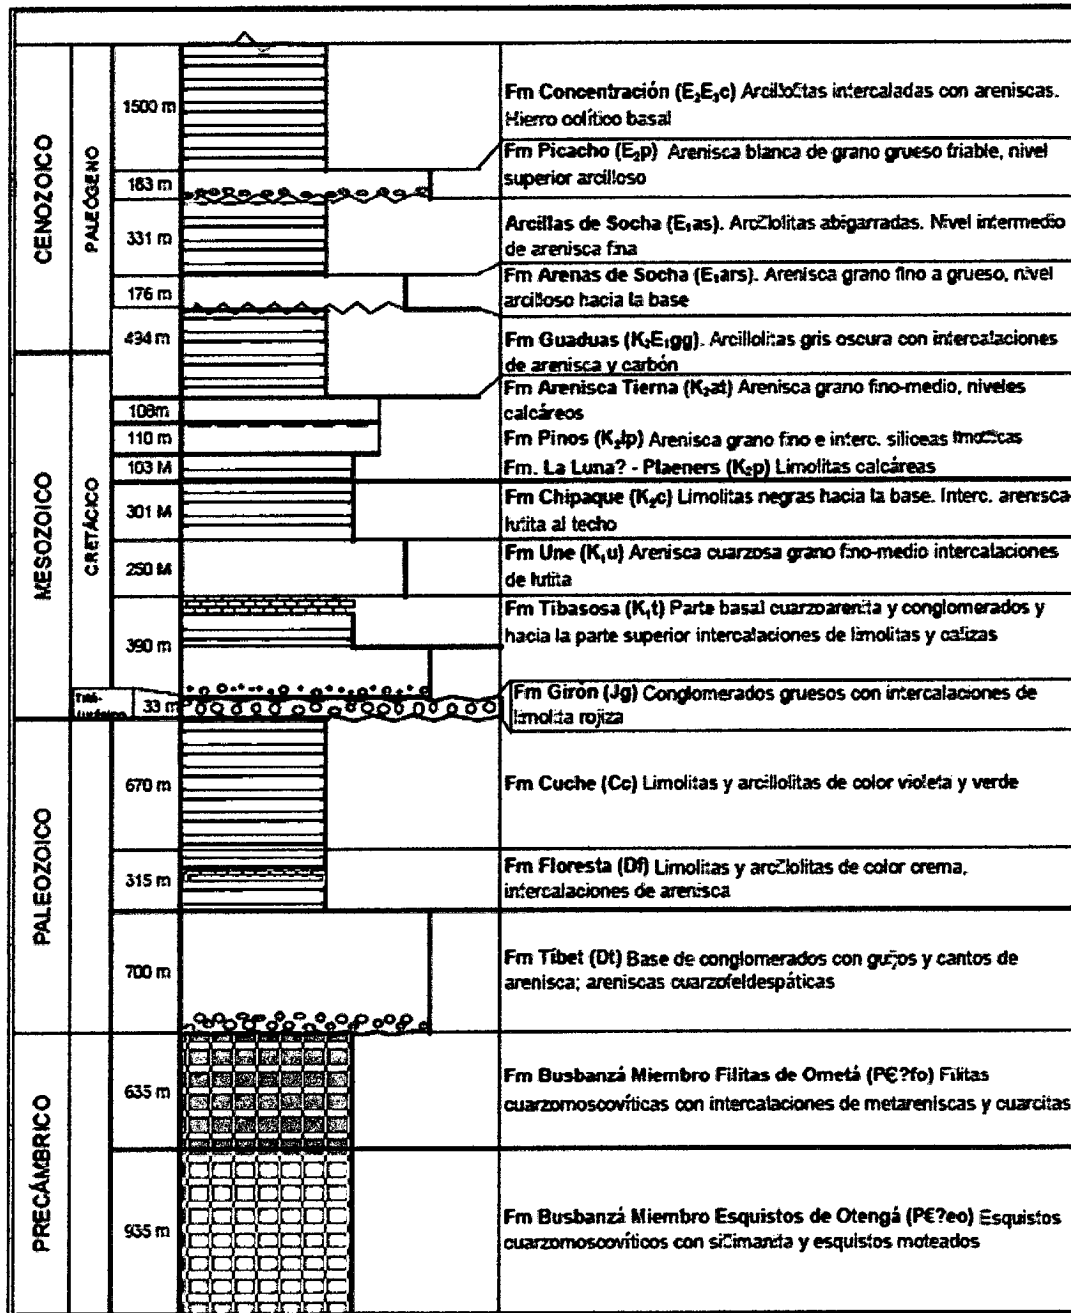 CENOZOICO
PALEÓGENO
1500 m
Fm Concentración (E₂E₃c) Arcillolitas intercaladas con areniscas.
Hierro oolítico basal
163 m
Fm Picacho (E₂p) Arenisca blanca de grano grueso friable, nivel
superior arcilloso
331 m
Arcillas de Socha (E₁as). Arcillolitas abigarradas. Nivel intermedio
de arenisca fina
176 m
Fm Arenas de Socha (E₁ars). Arenisca grano fino a grueso, nivel
arcilloso hacia la base
494 m
Fm Guaduas (K₂E₁gg). Arcillolitas gris oscura con intercalaciones
de arenisca y carbón
MESOZOICO
CRETÁCICO
108m
Fm Arenisca Tierna (K₂at) Arenisca grano fino-medio, niveles
calcáreos
110 m
Fm Pinos (K₂lp) Arenisca grano fino e interc. siliceas limolíticas
103 M
Fm. La Luna? - Plaeners (K₂p) Limolitas calcáreas
301 M
Fm Chipaque (K₂c) Limolitas negras hacia la base. Interc. arenisca-
lutita al techo
250 M
Fm Une (K₁u) Arenisca cuarzosa grano fino-medio intercalaciones
de lutita
390 m
Fm Tibasosa (K₁t) Parte basal cuarzoarenita y conglomerados y
hacia la parte superior intercalaciones de limolitas y calizas
33 m
Fm Girón (Jg) Conglomerados gruesos con intercalaciones de
limolita rojiza
PALEOZOICO
670 m
Fm Cuche (Cc) Limolitas y arcillolitas de color violeta y verde
315 m
Fm Floresta (Df) Limolitas y arcillolitas de color crema,
intercalaciones de arenisca
700 m
Fm Tíbet (Dt) Base de conglomerados con guijos y cantos de
arenisca; areniscas cuarzofeldespáticas
PRECÁMBRICO
635 m
Fm Busbanzá Miembro Filitas de Ometá (PЄ?fo) Filitas
cuarzomoscovíticas con intercalaciones de metareniscas y cuarcitas
935 m
Fm Busbanzá Miembro Esquistos de Otengá (PЄ?eo) Esquistos
cuarzomoscovíticos con silimanita y esquistos moteados